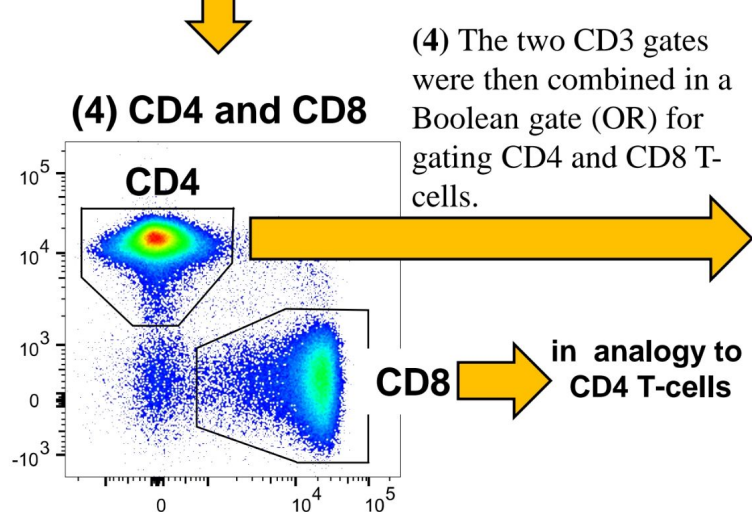 (4) The two CD3 gates
were then combined in a
Boolean gate (OR) for
gating CD4 and CD8 T-
cells.
(4) CD4 and CD8
CD4
10^5
10^4
10^3
0
-10^3
CD8
in analogy to
CD4 T-cells
0
10^4
10^5